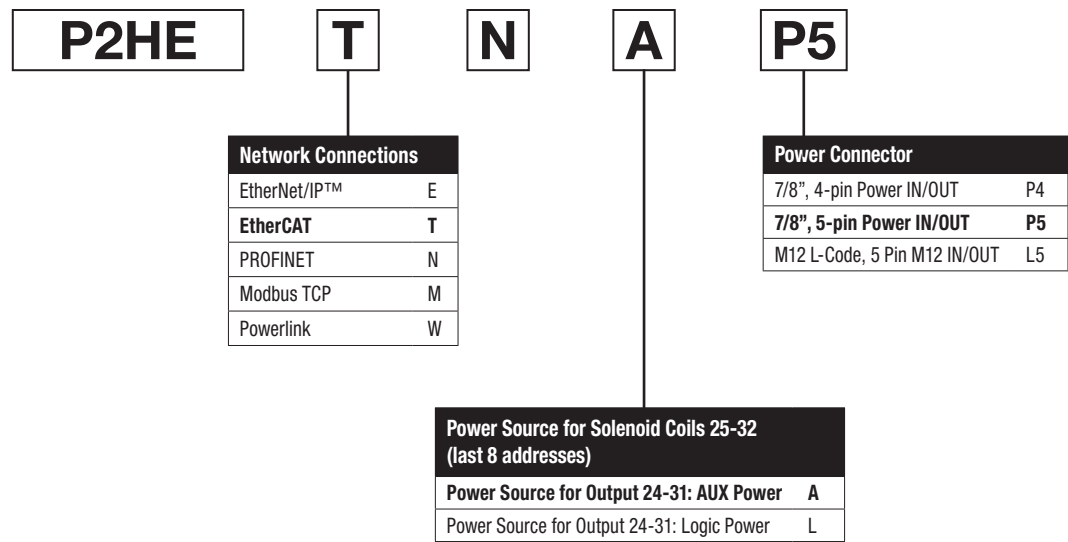 P2HE T N A P5
Network Connections
EtherNet/IP™ E
EtherCAT T
PROFINET N
Modbus TCP M
Powerlink W
Power Connector
7/8”, 4-pin Power IN/OUT P4
7/8”, 5-pin Power IN/OUT P5
M12 L-Code, 5 Pin M12 IN/OUT L5
Power Source for Solenoid Coils 25-32
(last 8 addresses)
Power Source for Output 24-31: AUX Power A
Power Source for Output 24-31: Logic Power L